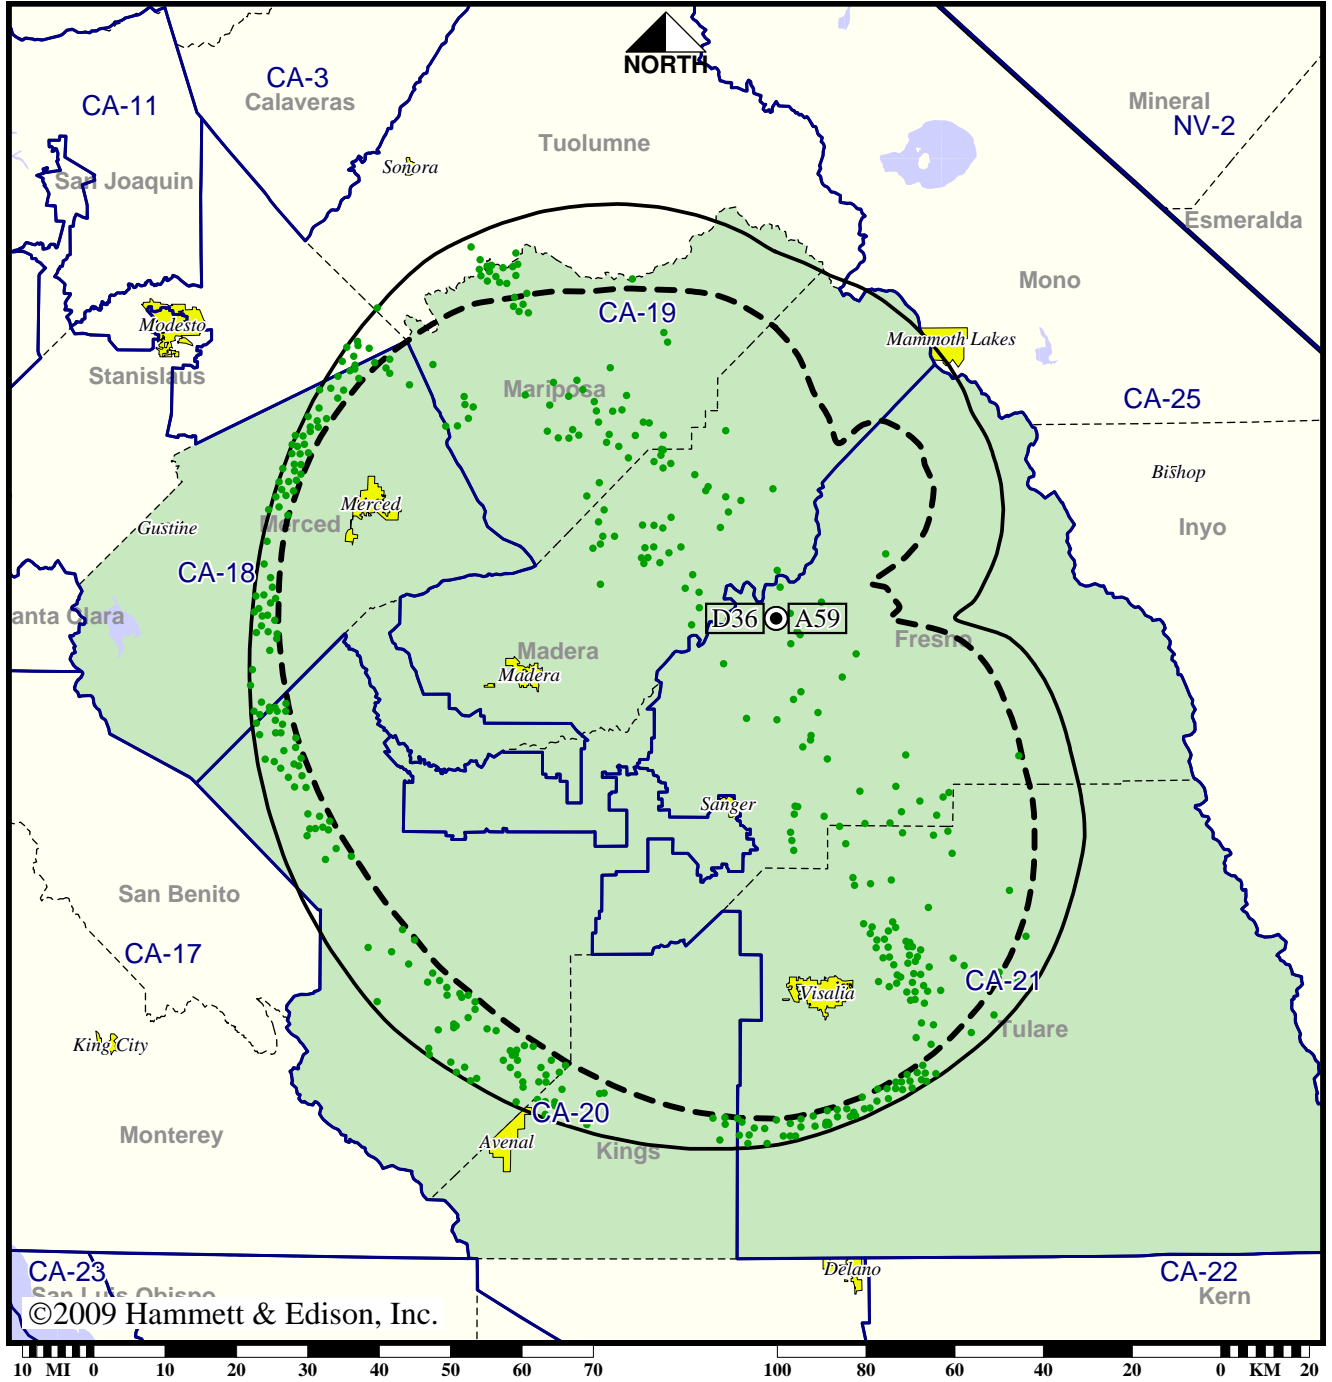 NORTH
CA-3
Calaveras
CA-11
Mineral
NV-2
Tuolumne
Sonora
San Joaquin
Esmeralda
Mono
CA-19
Modesto
Mammoth Lakes
Stanislaus
Mariposa
CA-25
Bishop
Merced
Merced
Gustine
Inyo
CA-18
anta Clara
D36
A59
Fresno
Madera
Madera
Sanger
San Benito
CA-17
CA-21
Visalia
Tulare
King City
CA-20
Monterey
Avenal
Kings
CA-23
Delano
CA-22
San Luis Obispo
Kern
©2009 Hammett & Edison, Inc.
10 MI 0 10 20 30 40 50 60 70
100 80 60 40 20 0 KM 20